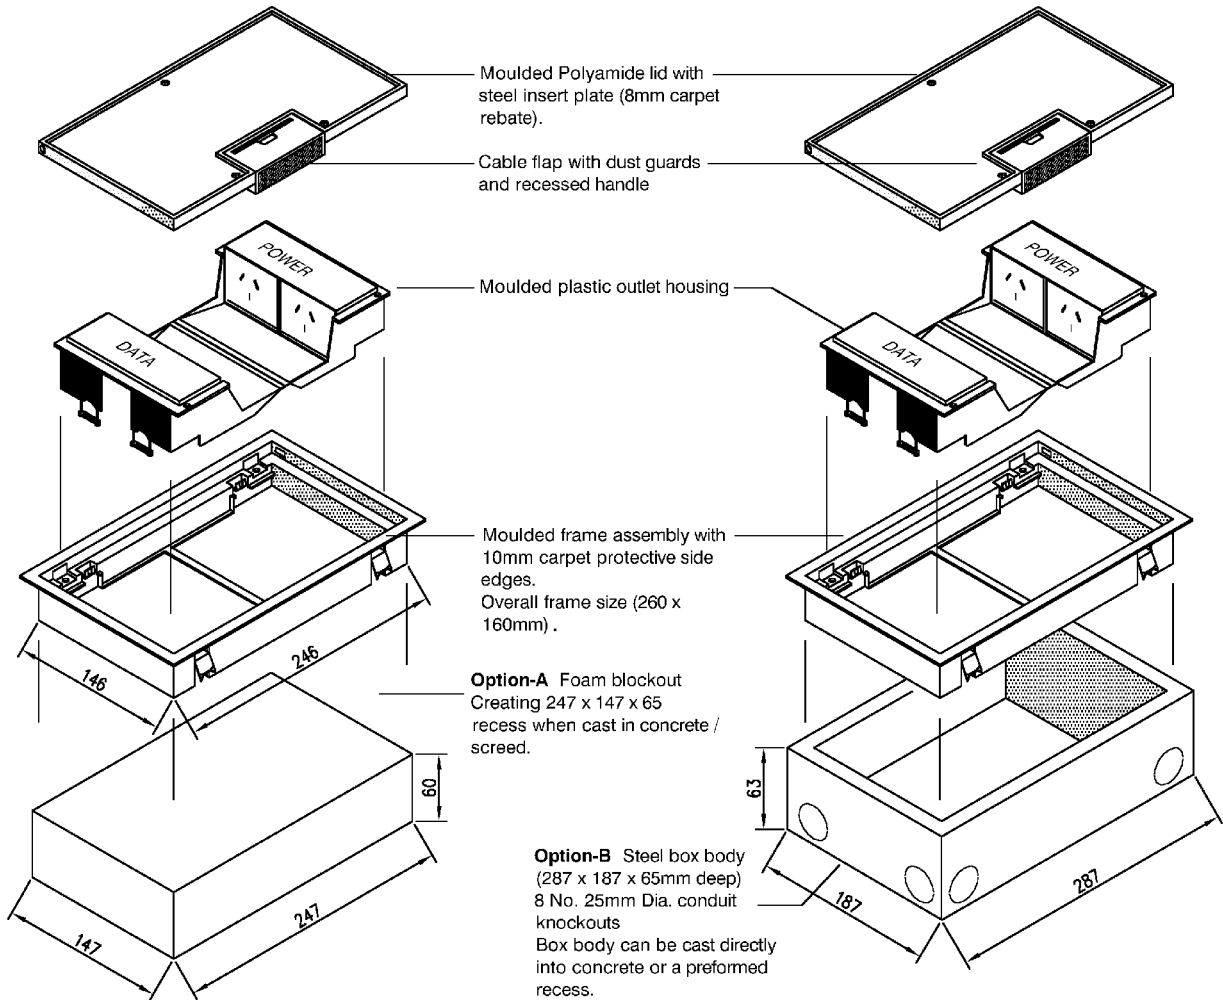 Moulded Polyamide lid with
steel insert plate (8mm carpet
rebate).
Cable flap with dust guards
and recessed handle
POWER
POWER
Moulded plastic outlet housing
DATA
DATA
Moulded frame assembly with
10mm carpet protective side
edges.
Overall frame size (260 x
160mm) .
146
246
Option-A Foam blockout
Creating 247 x 147 x 65
recess when cast in concrete /
screed.
60
147
247
63
Option-B Steel box body
(287 x 187 x 65mm deep)
8 No. 25mm Dia. conduit
knockouts
Box body can be cast directly
into concrete or a preformed
recess.
187
287